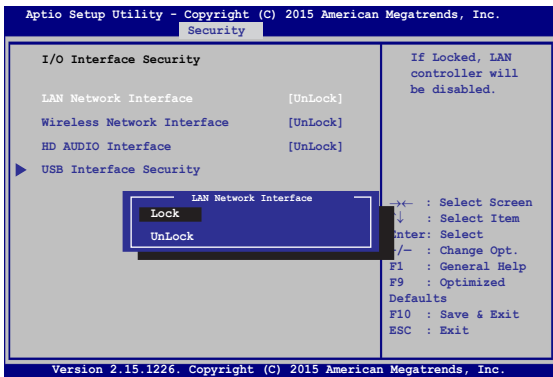 Aptio Setup Utility - Copyright (C) 2015 American Megatrends, Inc.
Security
I/O Interface Security
LAN Network Interface [UnLock]
Wireless Network Interface [UnLock]
HD AUDIO Interface [UnLock]
USB Interface Security
If Locked, LAN
controller will
be disabled.
LAN Network Interface
Lock
UnLock
→← : Select Screen
↑↓ : Select Item
Enter: Select
+/— : Change Opt.
F1 : General Help
F9 : Optimized
Defaults
F10 : Save & Exit
ESC : Exit
Version 2.15.1226. Copyright (C) 2015 American Megatrends, Inc.